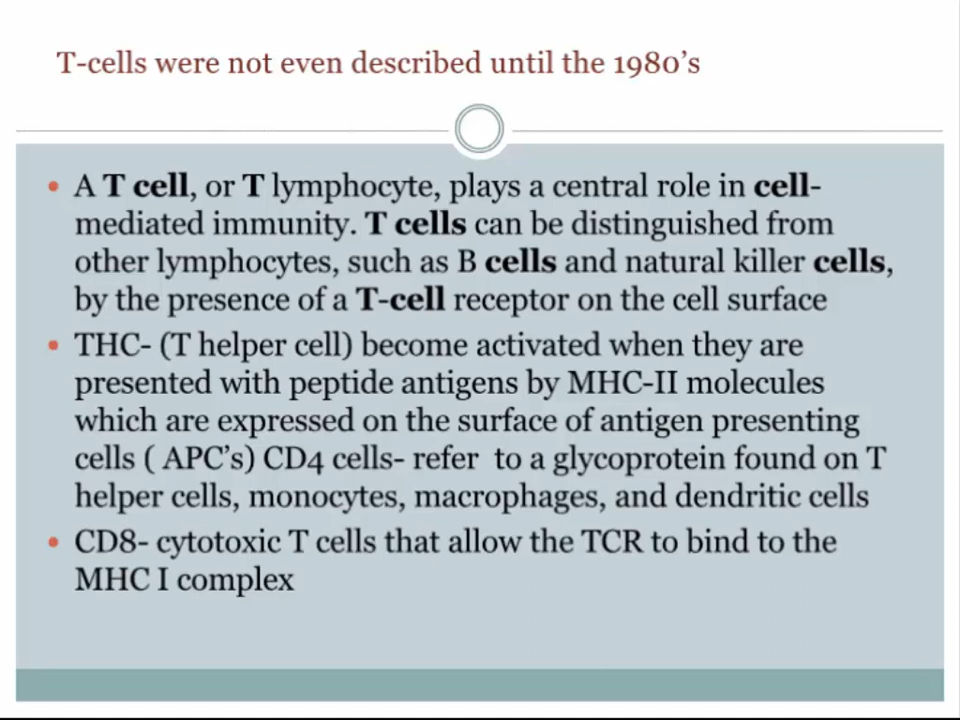 T-cells were not even described until the 1980's
• A T cell, or T lymphocyte, plays a central role in cell-
mediated immunity. T cells can be distinguished from
other lymphocytes, such as B cells and natural killer cells,
by the presence of a T-cell receptor on the cell surface
• THC- (T helper cell) become activated when they are
presented with peptide antigens by MHC-II molecules
which are expressed on the surface of antigen presenting
cells ( APC's) CD4 cells- refer  to a glycoprotein found on T
helper cells, monocytes, macrophages, and dendritic cells
• CD8- cytotoxic T cells that allow the TCR to bind to the
MHC I complex